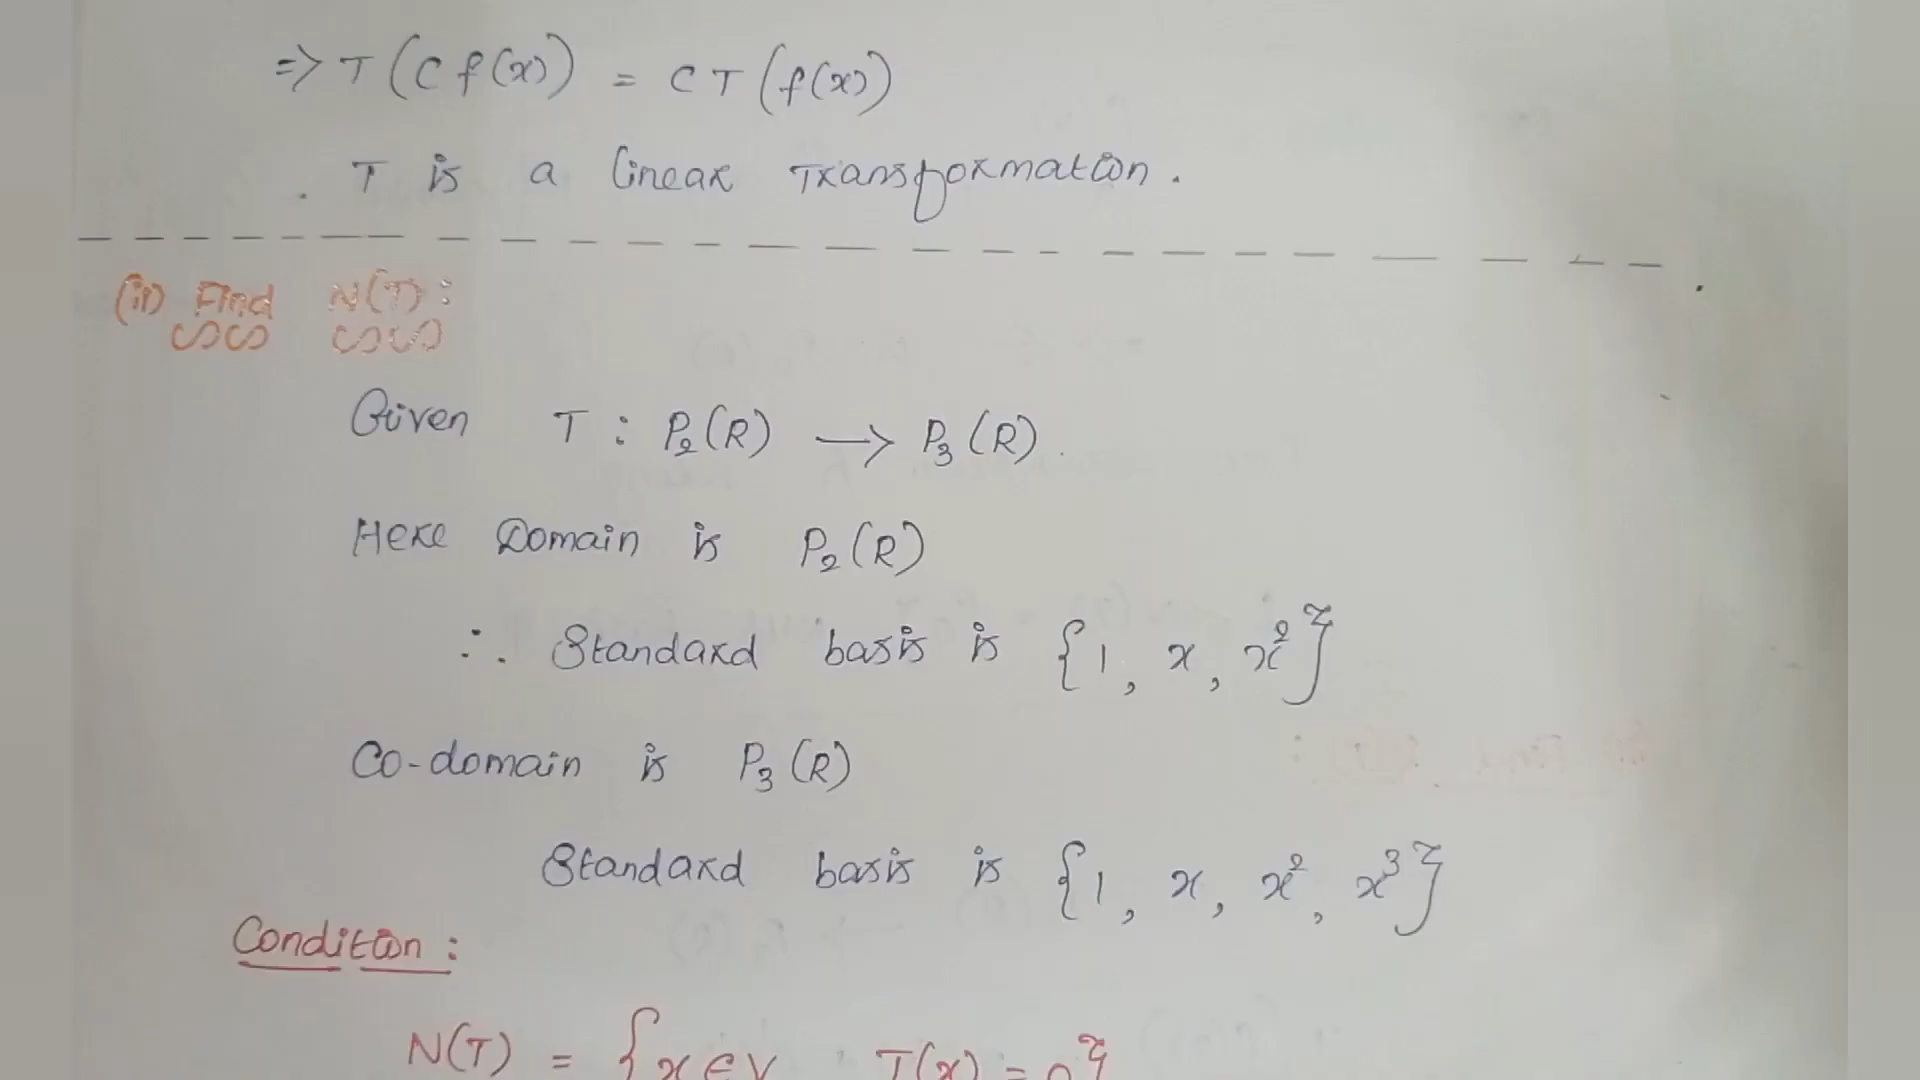 ⇒ T(c f(x)) = c T(f(x))
. T is a linear Transformation.
(ii) Find N(T):
Given T : P₂(R) → P₃(R).
Here Domain is P₂(R)
∴ Standard basis is {1, x, x²}
Co-domain is P₃(R)
Standard basis is {1, x, x², x³}
Condition:
N(T) = {x ∈ V : T(x) = 0}